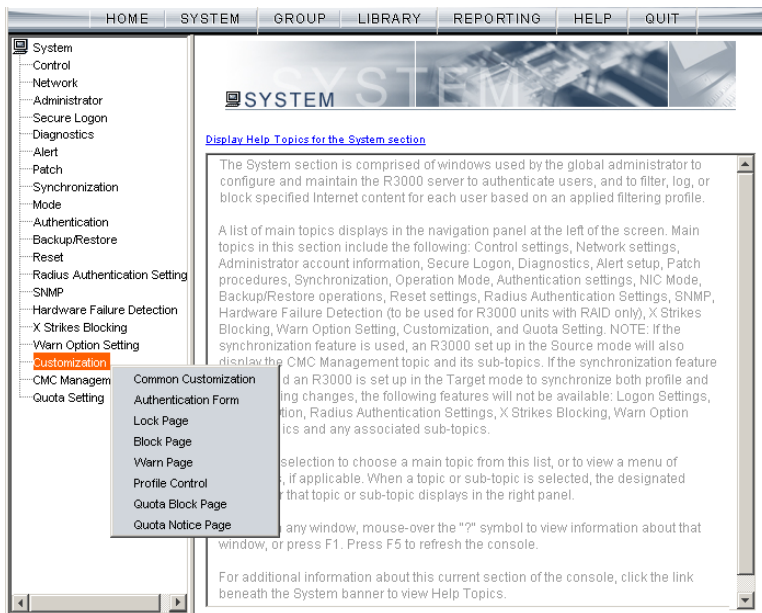 HOME SYSTEM GROUP LIBRARY REPORTING HELP QUIT
System
Control
Network
Administrator
Secure Logon
Diagnostics
Alert
Patch
Synchronization
Mode
Authentication
Backup/Restore
Reset
Radius Authentication Setting
SNMP
Hardware Failure Detection
X Strikes Blocking
Warn Option Setting
Customization
CMC Managem
Quota Setting
Common Customization
Authentication Form
Lock Page
Block Page
Warn Page
Profile Control
Quota Block Page
Quota Notice Page
SYSTEM
SYSTEM
Display Help Topics for the System section
The System section is comprised of windows used by the global administrator to
configure and maintain the R3000 server to authenticate users, and to filter, log, or
block specified Internet content for each user based on an applied filtering profile.
A list of main topics displays in the navigation panel at the left of the screen. Main
topics in this section include the following: Control settings, Network settings,
Administrator account information, Secure Logon, Diagnostics, Alert setup, Patch
procedures, Synchronization, Operation Mode, Authentication settings, NIC Mode,
Backup/Restore operations, Reset settings, Radius Authentication Settings, SNMP,
Hardware Failure Detection (to be used for R3000 units with RAID only), X Strikes
Blocking, Warn Option Setting, Customization, and Quota Setting. NOTE: If the
synchronization feature is used, an R3000 set up in the Source mode will also
display the CMC Management topic and its sub-topics. If the synchronization feature
d an R3000 is set up in the Target mode to synchronize both profile and
ing changes, the following features will not be available: Logon Settings,
tion, Radius Authentication Settings, X Strikes Blocking, Warn Option
ics and any associated sub-topics.
selection to choose a main topic from this list, or to view a menu of
s, if applicable. When a topic or sub-topic is selected, the designated
r that topic or sub-topic displays in the right panel.
n any window, mouse-over the "?" symbol to view information about that
window, or press F1. Press F5 to refresh the console.
For additional information about this current section of the console, click the link
beneath the System banner to view Help Topics.